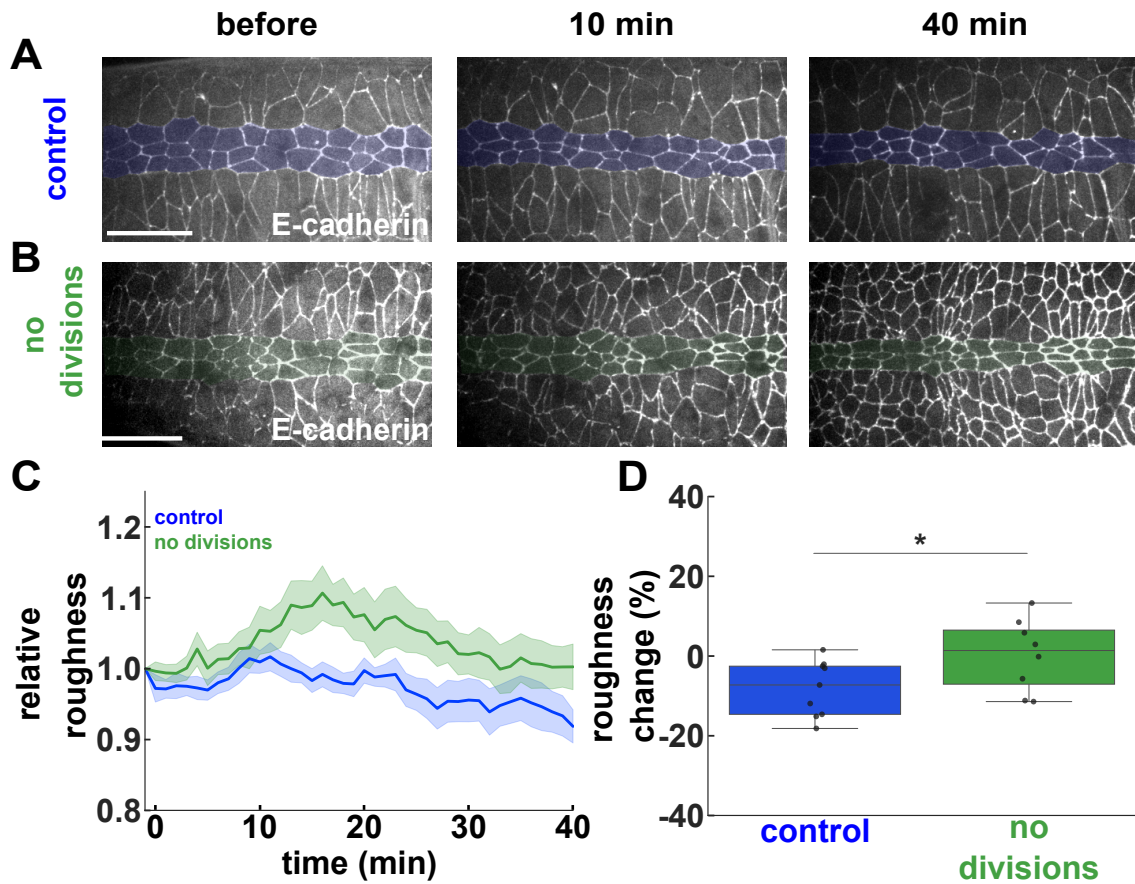 before
10 min
40 min
A
control
E-cadherin
B
no
divisions
E-cadherin
C
1.2
1.1
1.0
0.9
0.8
relative
roughness
control
no divisions
0
10
20
30
40
time (min)
D
40
20
0
-20
-40
roughness
change (%)
*
control
no
divisions